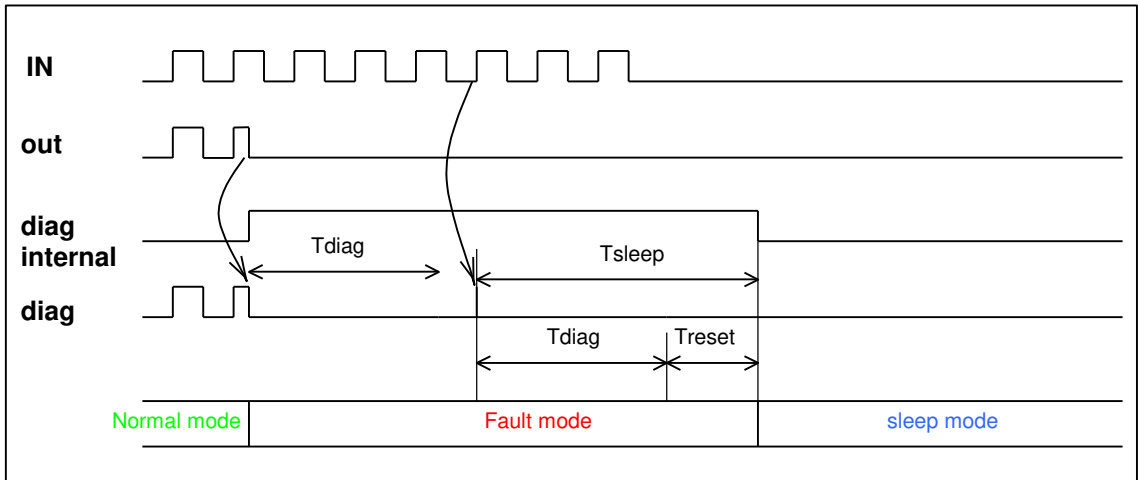 IN
out
diag
internal
Tdiag
Tsleep
diag
Tdiag
Treset
Normal mode
Fault mode
sleep mode